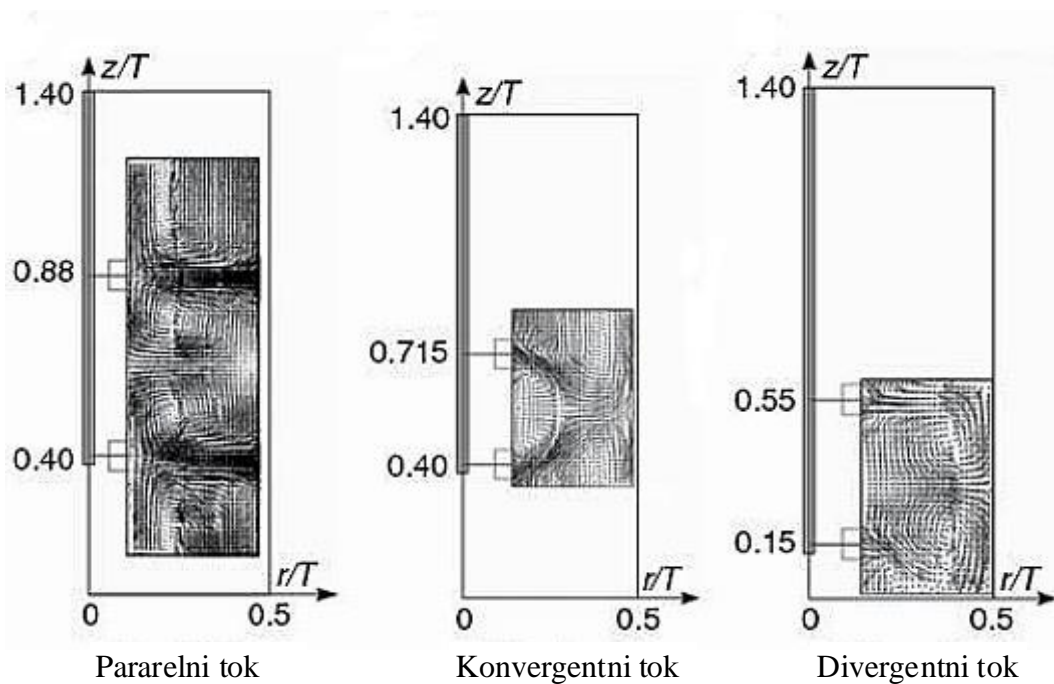 z/T
1.40
0.88
0.40
r/T
0
0.5
Pararelni tok
z/T
1.40
0.715
0.40
r/T
0
0.5
Konvergentni tok
z/T
1.40
0.55
0.15
r/T
0
0.5
Divergentni tok